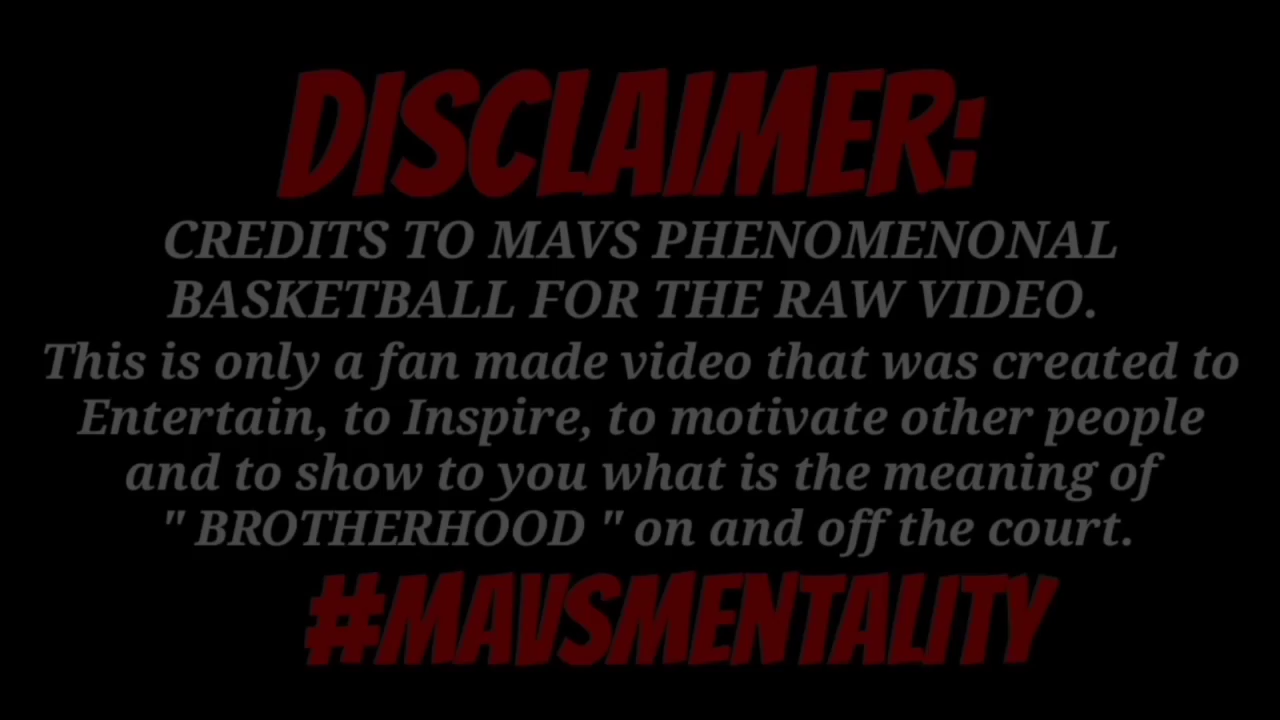 DISCLAIMER:
CREDITS TO MAVS PHENOMENONAL
BASKETBALL FOR THE RAW VIDEO.
This is only a fan made video that was created to
Entertain, to Inspire, to motivate other people
and to show to you what is the meaning of
" BROTHERHOOD " on and off the court.
#MAVSMENTALITY